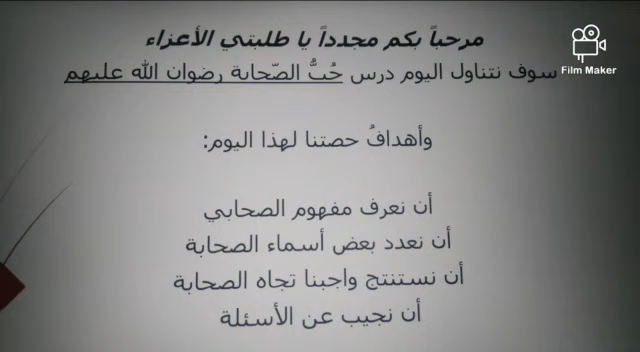 مرحباً بكم مجدداً يا طلبتي الأعزاء
سوف نتناول اليوم درس حُبُّ الصّحابة رضوان الله عليهم
Film Maker
وأهدافُ حصتنا لهذا اليوم:
أن نعرف مفهوم الصحابي
أن نعدد بعض أسماء الصحابة
أن نستنتج واجبنا تجاه الصحابة
أن نجيب عن الأسئلة